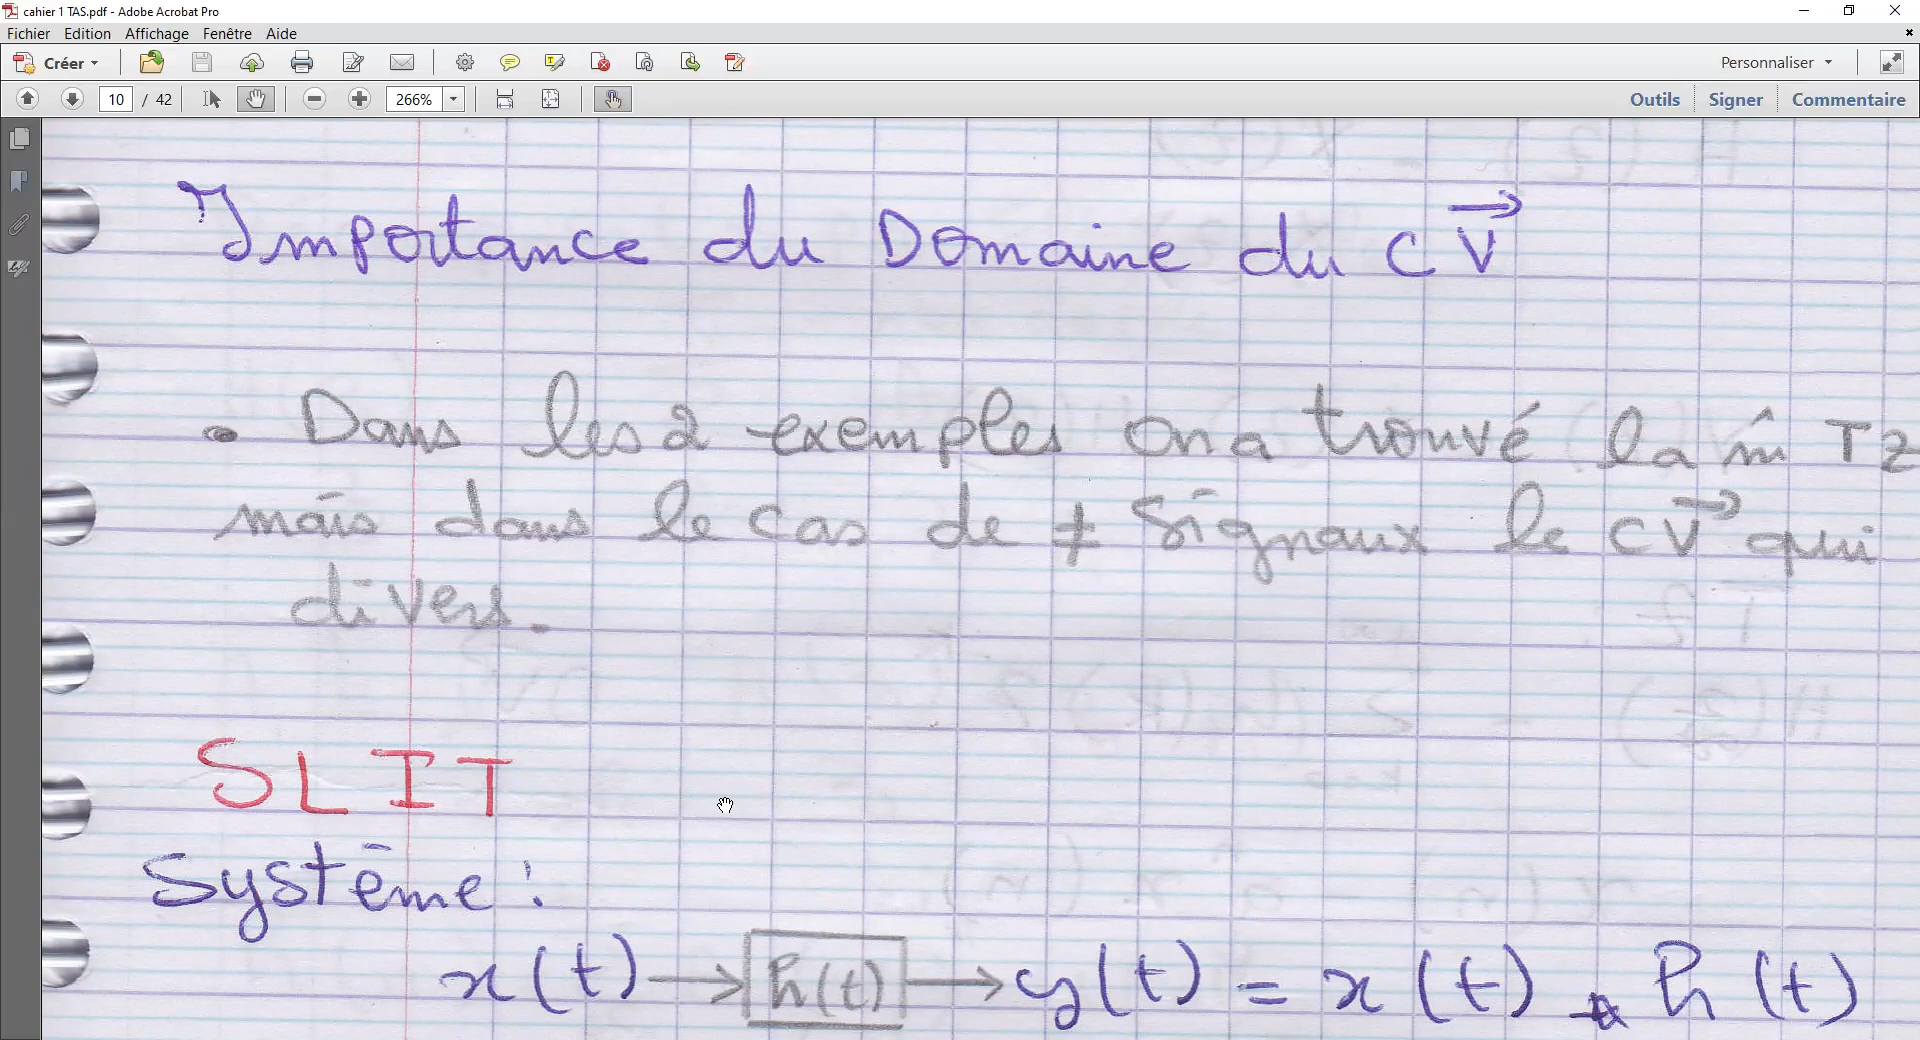 cahier 1 TAS.pdf - Adobe Acrobat Pro
Fichier Edition Affichage Fenêtre Aide
Créer Personnaliser
10 / 42 266% Outils Signer Commentaire
Importance du Domaine du CV→
• Dans les 2 exemples on a trouvé la m̂ TZ
mais dans le cas de ≠ Signaux le CV→ qui
divers.
SLIT
Système :
x(t) → h(t) → y(t) = x(t) * h(t)